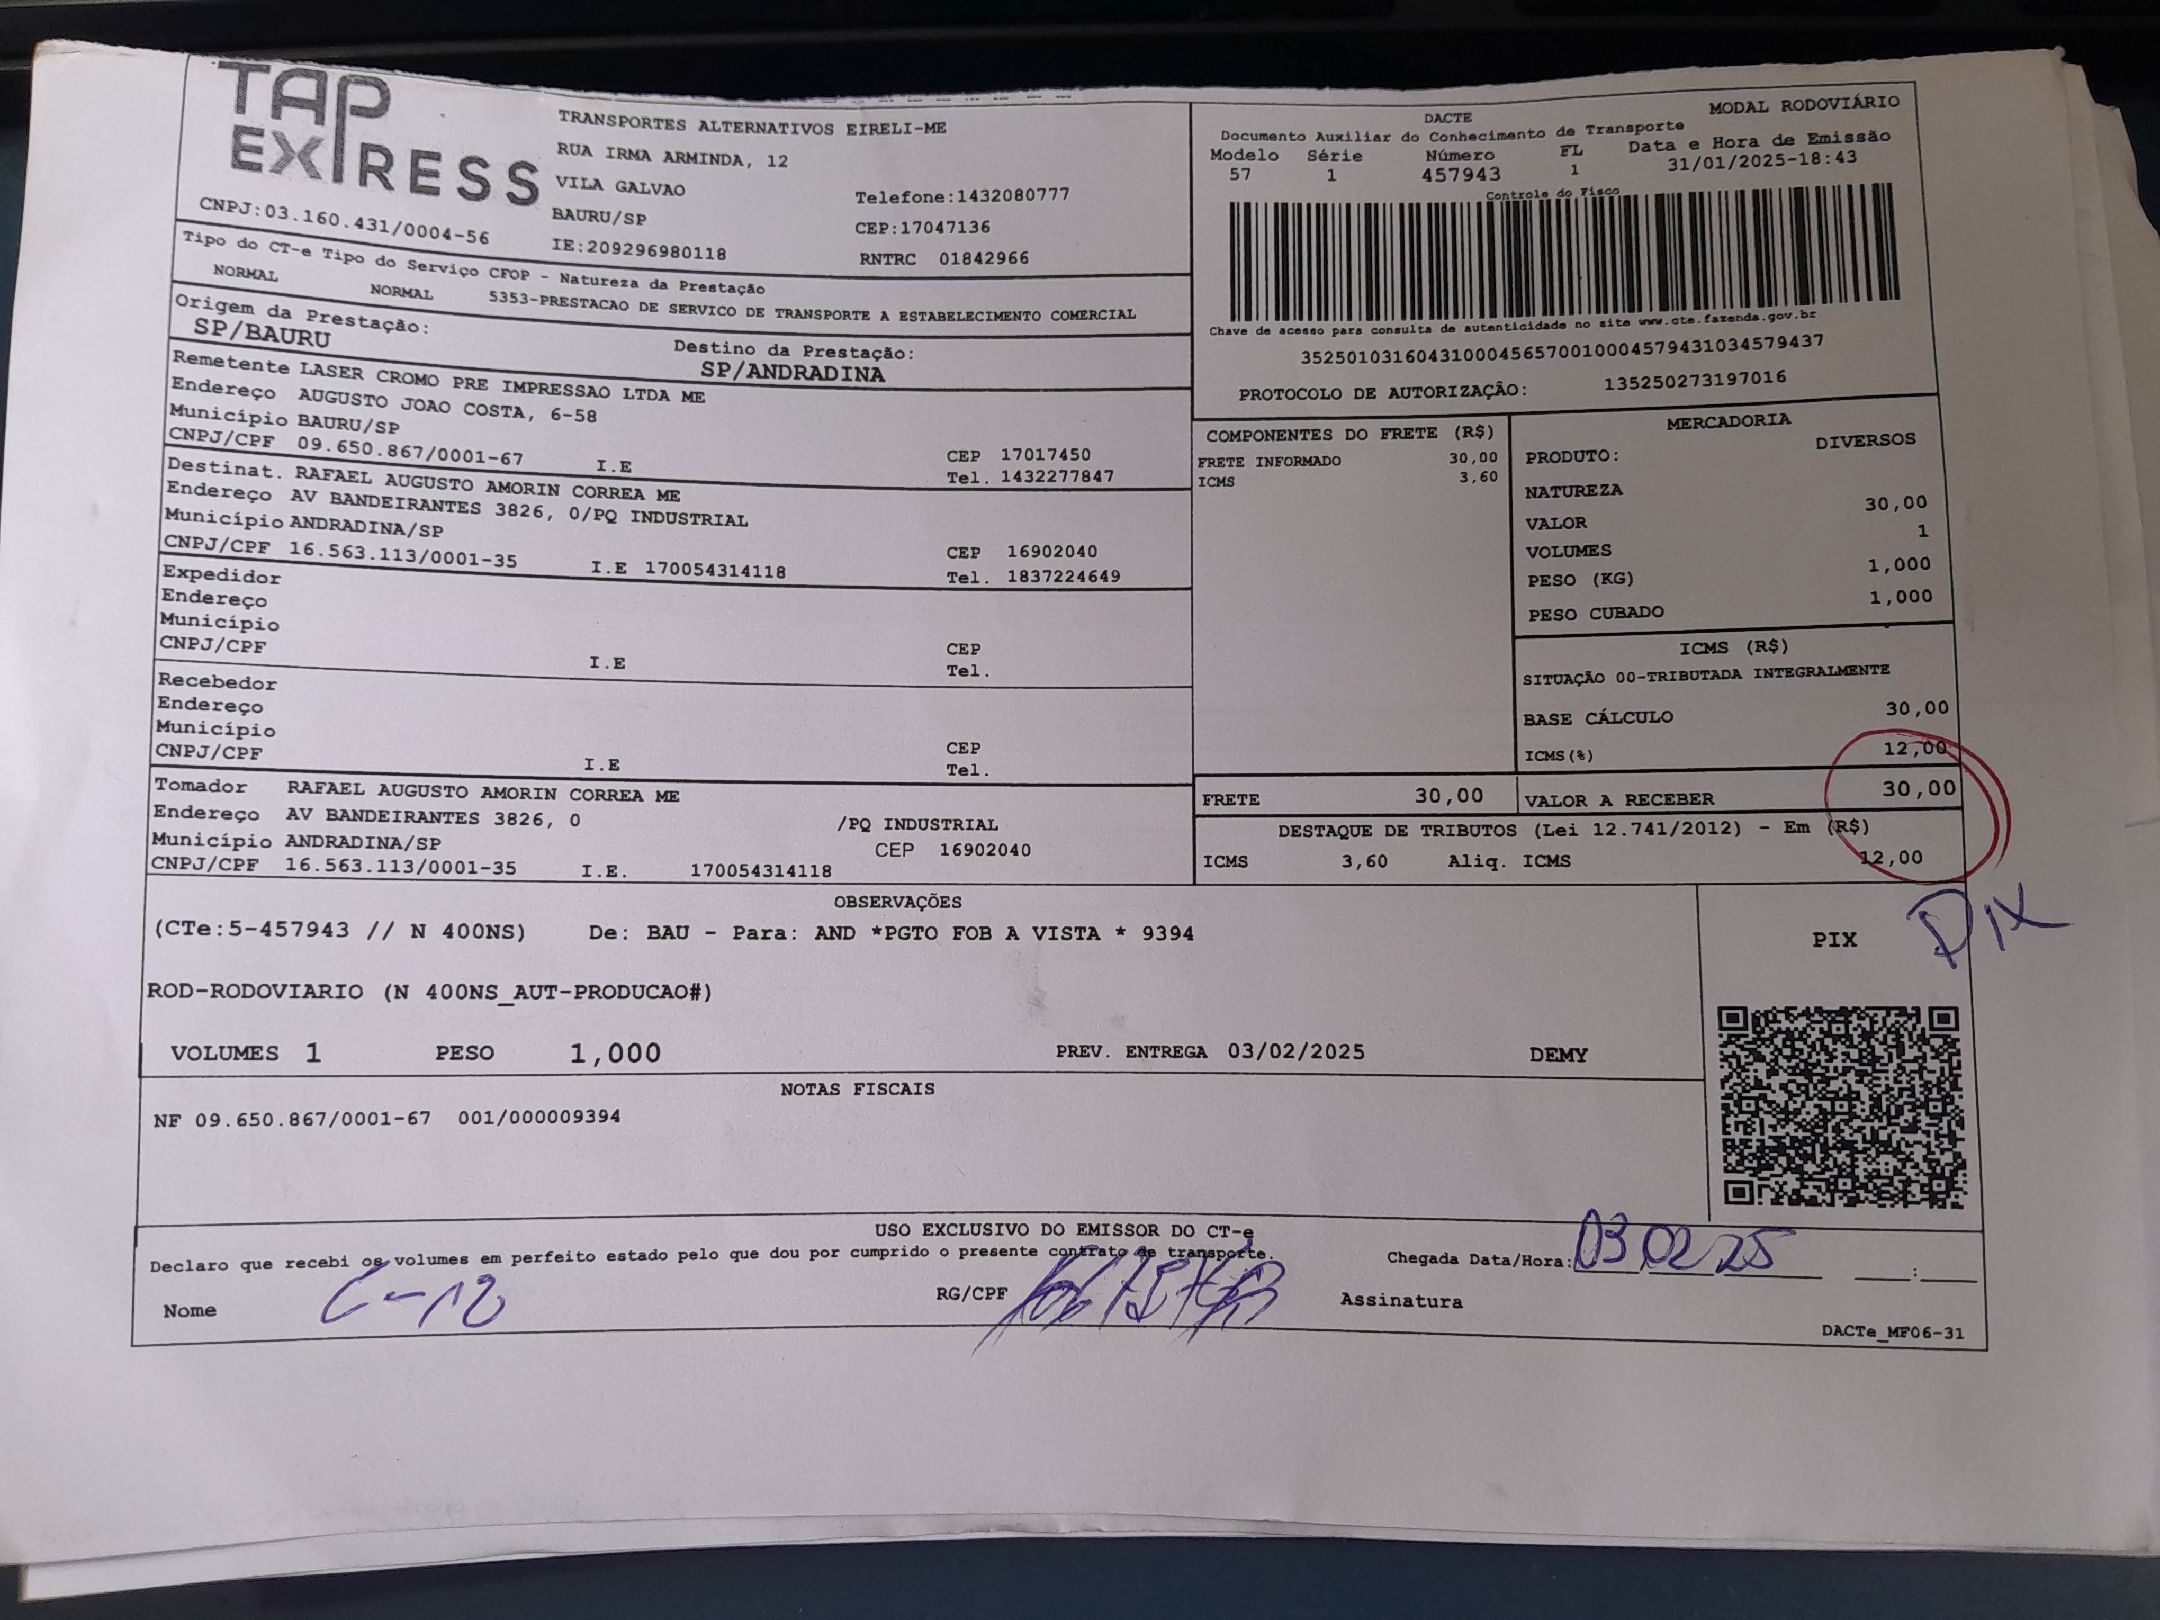 TAP
EXPRESS
CNPJ:03.160.431/0004-56
TRANSPORTES ALTERNATIVOS EIRELI-ME
RUA IRMA ARMINDA, 12
VILA GALVAO
Telefone:1432080777
BAURU/SP
CEP:17047136
IE:209296980118
RNTRC 01842966
DACTE
MODAL RODOVIÁRIO
Documento Auxiliar do Conhecimento de Transporte
Modelo Série Número FL Data e Hora de Emissão
57 1 457943 1 31/01/2025-18:43
Controle do Fisco
Chave de acesso para consulta de autenticidade no site www.cte.fazenda.gov.br
35250103160431000456570010004579431034579437
PROTOCOLO DE AUTORIZAÇÃO: 135250273197016
Tipo do CT-e Tipo do Serviço CFOP - Natureza da Prestação
NORMAL NORMAL 5353-PRESTACAO DE SERVICO DE TRANSPORTE A ESTABELECIMENTO COMERCIAL
Origem da Prestação:
SP/BAURU
Destino da Prestação:
SP/ANDRADINA
Remetente LASER CROMO PRE IMPRESSAO LTDA ME
Endereço AUGUSTO JOAO COSTA, 6-58
Município BAURU/SP
CEP 17017450
CNPJ/CPF 09.650.867/0001-67 I.E Tel. 1432277847
Destinat. RAFAEL AUGUSTO AMORIN CORREA ME
Endereço AV BANDEIRANTES 3826, 0/PQ INDUSTRIAL
Município ANDRADINA/SP
CEP 16902040
CNPJ/CPF 16.563.113/0001-35 I.E 170054314118 Tel. 1837224649
Expedidor
Endereço
Município
CEP
CNPJ/CPF I.E Tel.
Recebedor
Endereço
Município
CEP
CNPJ/CPF I.E Tel.
Tomador RAFAEL AUGUSTO AMORIN CORREA ME
Endereço AV BANDEIRANTES 3826, 0 /PQ INDUSTRIAL
Município ANDRADINA/SP CEP 16902040
CNPJ/CPF 16.563.113/0001-35 I.E. 170054314118
COMPONENTES DO FRETE (R$)
FRETE INFORMADO 30,00
ICMS 3,60
MERCADORIA
PRODUTO: DIVERSOS
NATUREZA
VALOR 30,00
VOLUMES 1
PESO (KG) 1,000
PESO CUBADO 1,000
ICMS (R$)
SITUAÇÃO 00-TRIBUTADA INTEGRALMENTE
BASE CÁLCULO 30,00
ICMS(%) 12,00
FRETE 30,00 VALOR A RECEBER 30,00
DESTAQUE DE TRIBUTOS (Lei 12.741/2012) - Em (R$)
ICMS 3,60 Aliq. ICMS 12,00
OBSERVAÇÕES
(CTe:5-457943 // N 400NS) De: BAU - Para: AND *PGTO FOB A VISTA * 9394
ROD-RODOVIARIO (N 400NS_AUT-PRODUCAO#)
VOLUMES 1 PESO 1,000 PREV. ENTREGA 03/02/2025 DEMY
PIX
PIX
NOTAS FISCAIS
NF 09.650.867/0001-67 001/000009394
USO EXCLUSIVO DO EMISSOR DO CT-e
Declaro que recebi os volumes em perfeito estado pelo que dou por cumprido o presente contrato de transporte.
Chegada Data/Hora: 03 02 25 :
Nome RG/CPF Assinatura
DACTe_MF06-31